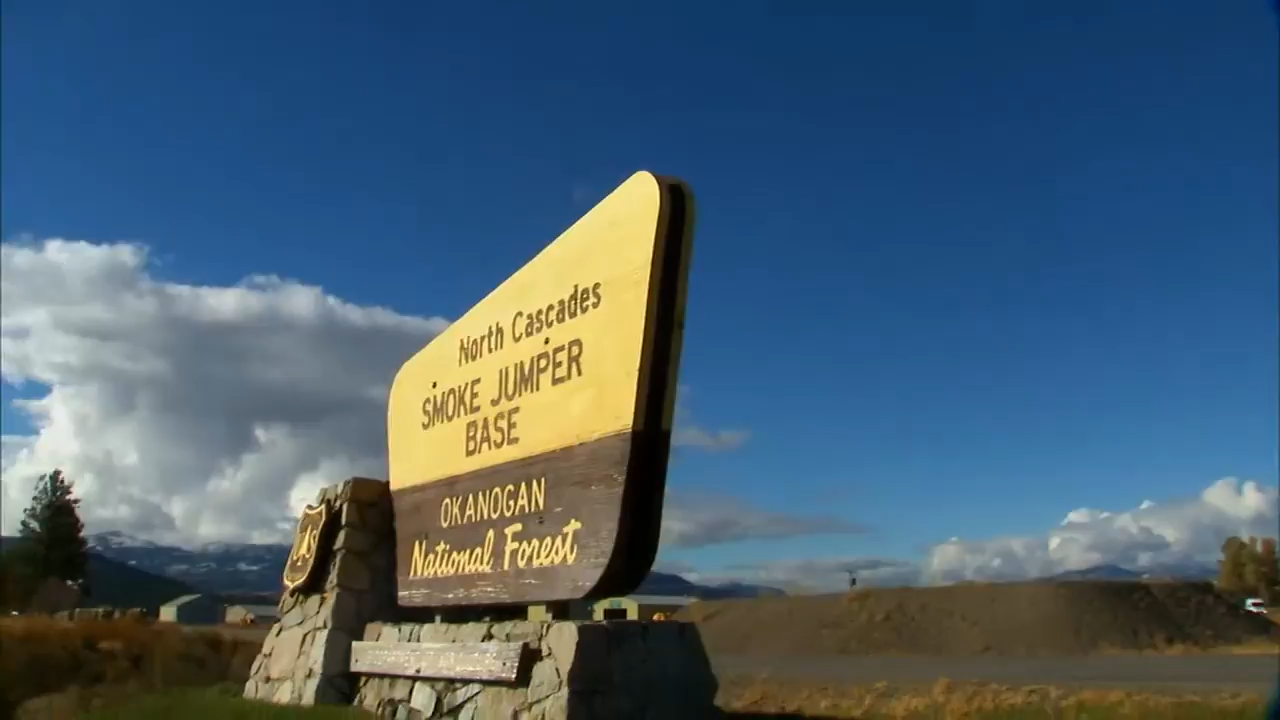 North Cascades
SMOKE JUMPER
BASE
OKANOGAN
National Forest